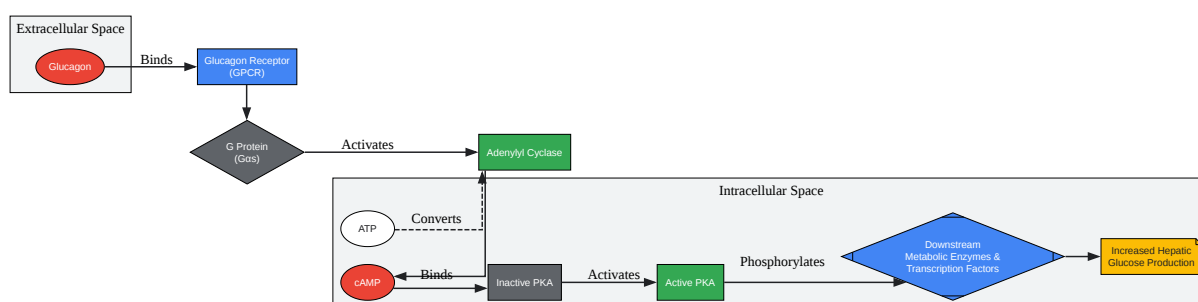 Extracellular Space
Glucagon
Binds
Glucagon Receptor
(GPCR)
G Protein
(Gαs)
Activates
Adenylyl Cyclase
Intracellular Space
ATP
Converts
cAMP
Binds
Inactive PKA
Activates
Active PKA
Phosphorylates
Downstream
Metabolic Enzymes &
Transcription Factors
Increased Hepatic
Glucose Production